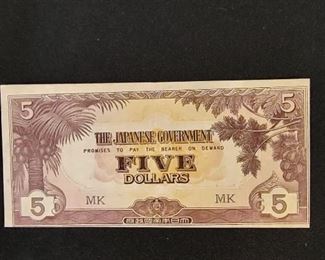 5 5
THE JAPANESE GOVERNMENT
PROMISES TO PAY THE BEARER ON DEMAND
FIVE
DOLLARS
MK MK
5 5